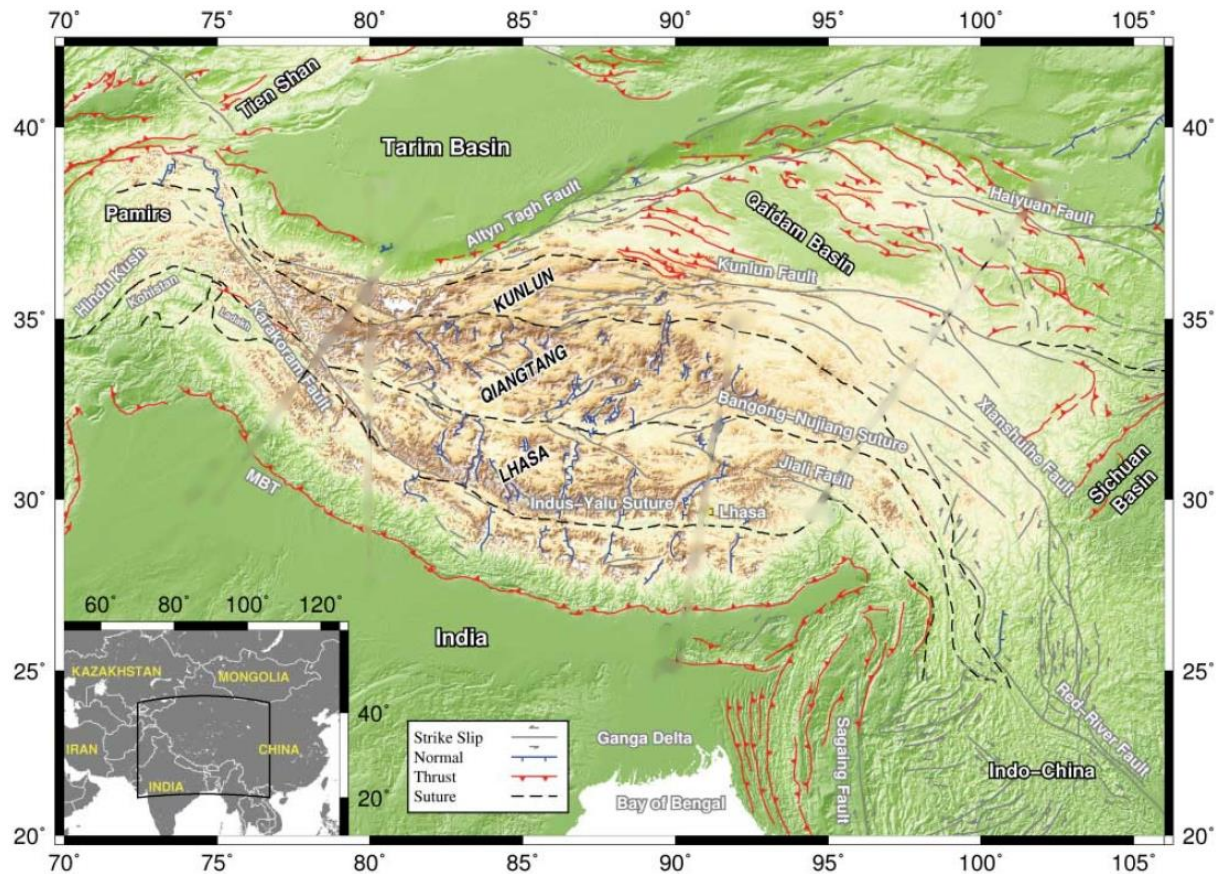 70° 75° 80° 85° 90° 95° 100° 105°
Tien Shan
40°
40°
Tarim Basin
Altyn Tagh Fault
Haiyuan Fault
Qaidam Basin
Pamirs
Hindu Kush
Kohistan
Ladakh
Karakoram Fault
KUNLUN
Kunlun Fault
35°
35°
QIANGTANG
Bangong-Nujiang Suture
Xianshuihe Fault
LHASA
Jiali Fault
Sichuan
Basin
MBT
Indus-Yalu Suture
Lhasa
30°
30°
India
60° 80° 100° 120°
25°
25°
KAZAKHSTAN
MONGOLIA
40°
IRAN
CHINA
INDIA
20°
Strike Slip
Normal
Thrust
Suture
Ganga Delta
Bay of Bengal
Sagaing Fault
Red-River Fault
Indo-China
20°
20°
70° 75° 80° 85° 90° 95° 100° 105°